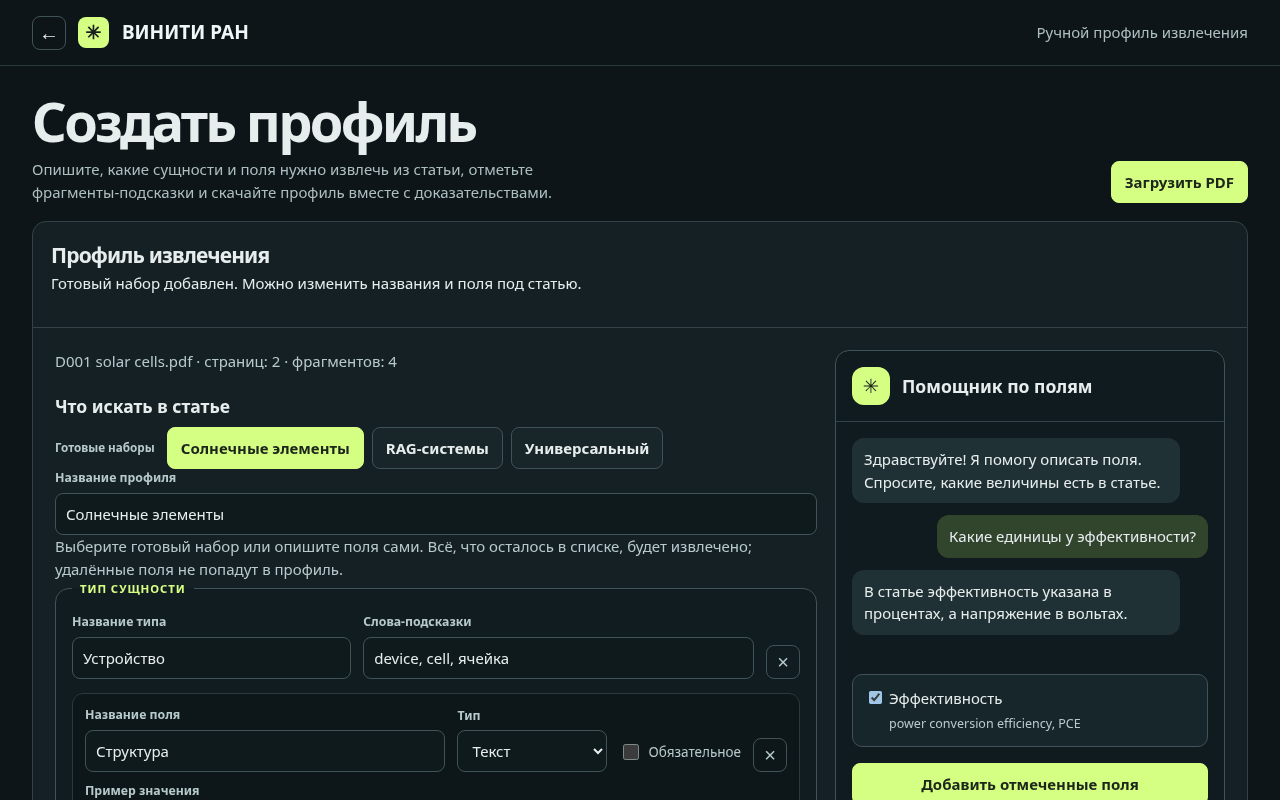 ←
ВИНИТИ РАН
Ручной профиль извлечения
Создать профиль
Опишите, какие сущности и поля нужно извлечь из статьи, отметьте
фрагменты-подсказки и скачайте профиль вместе с доказательствами.
Загрузить PDF
Профиль извлечения
Готовый набор добавлен. Можно изменить названия и поля под статью.
D001 solar cells.pdf · страниц: 2 · фрагментов: 4
Что искать в статье
Готовые наборы
Солнечные элементы
RAG-системы
Универсальный
Название профиля
Солнечные элементы
Выберите готовый набор или опишите поля сами. Всё, что осталось в списке, будет извлечено;
удалённые поля не попадут в профиль.
ТИП СУЩНОСТИ
Название типа
Слова-подсказки
Устройство
device, cell, ячейка
×
Название поля
Тип
Структура
Текст
Обязательное
×
Пример значения
Помощник по полям
Здравствуйте! Я помогу описать поля.
Спросите, какие величины есть в статье.
Какие единицы у эффективности?
В статье эффективность указана в
процентах, а напряжение в вольтах.
Эффективность
power conversion efficiency, PCE
Добавить отмеченные поля